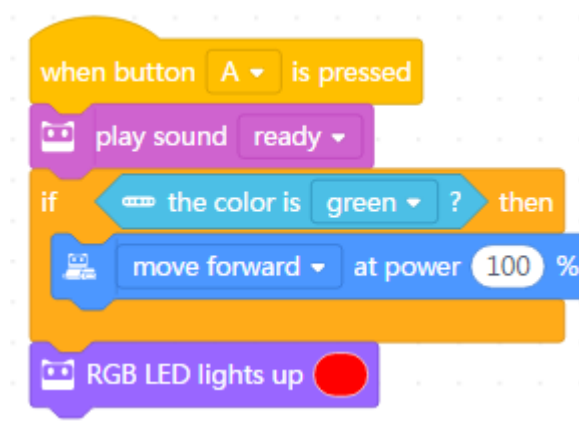 when button A is pressed
play sound ready
if the color is green ? then
move forward at power 100 %
RGB LED lights up